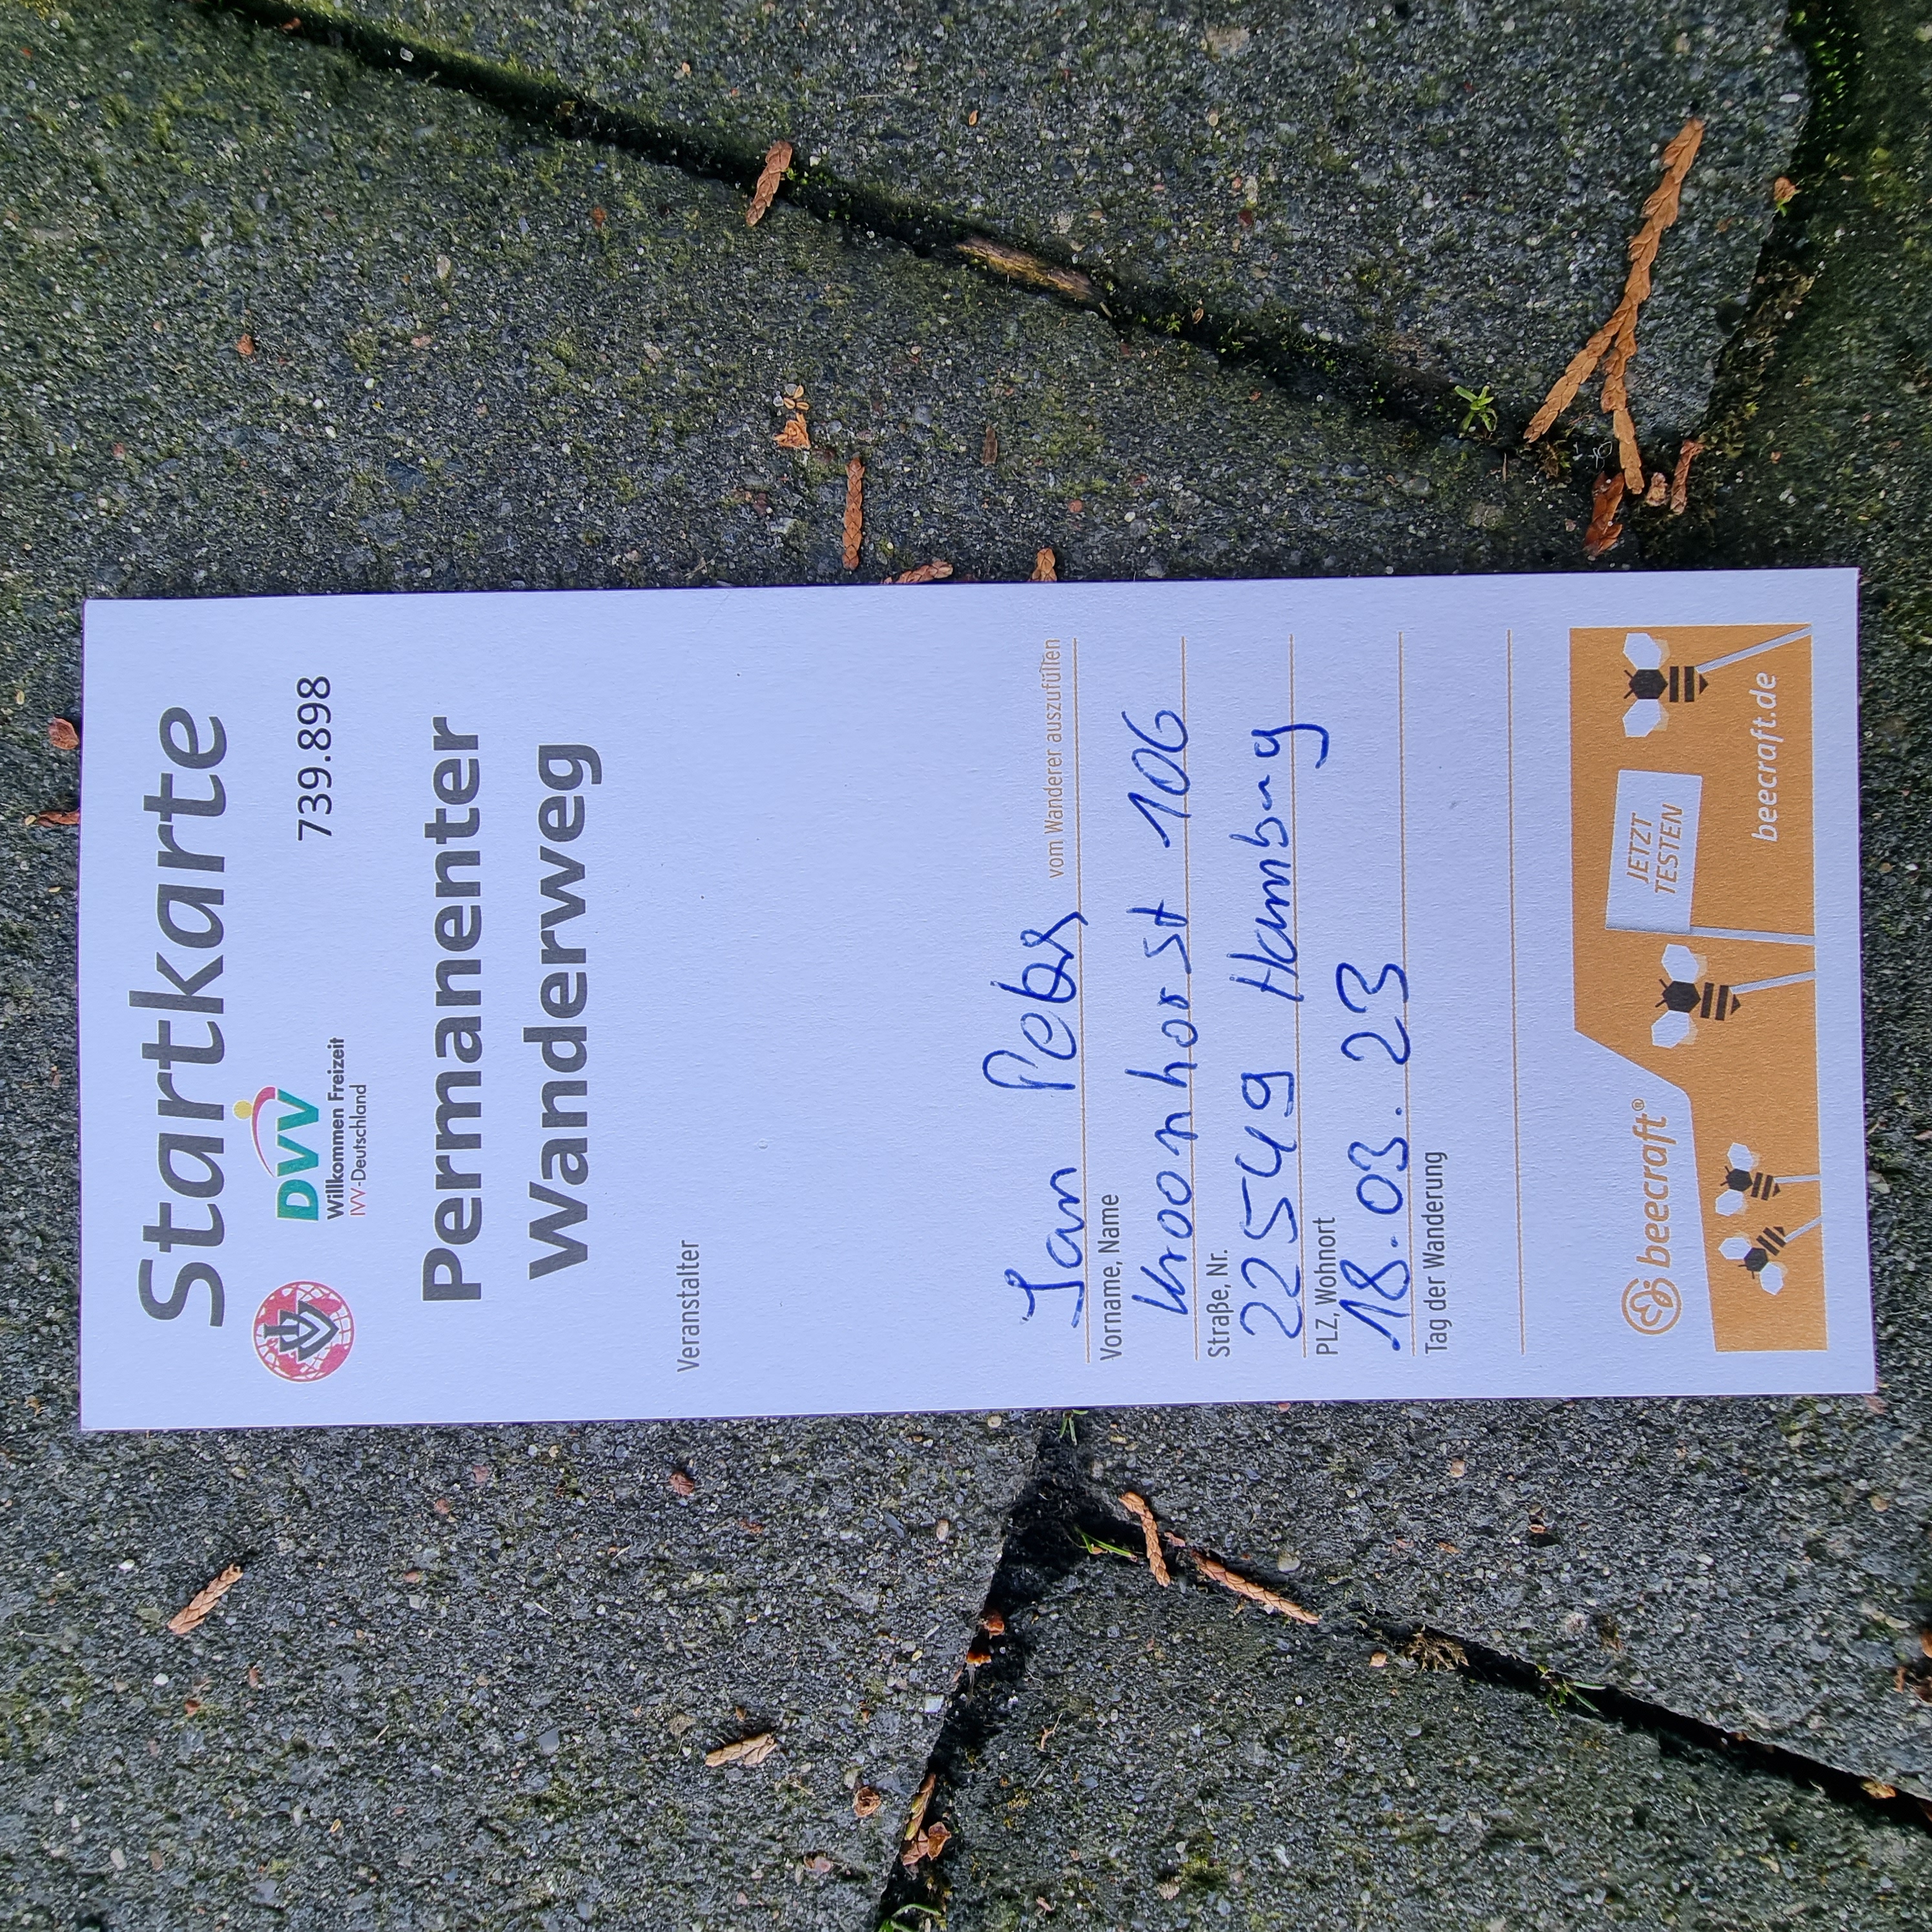 Startkarte
DVV
Willkommen Freizeit
IVV-Deutschland
739.898
Permanenter
Wanderweg
Veranstalter
vom Wanderer auszufüllen
Jan Peters
Vorname, Name
Kroonhorst 106
Straße, Nr.
22549 Hamburg
PLZ, Wohnort
18.03.23
Tag der Wanderung
beecraft®
JETZT
TESTEN
beecraft.de